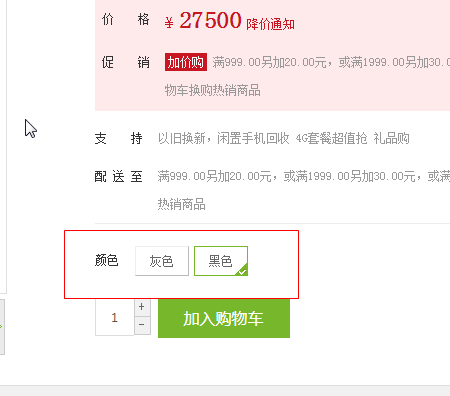 价 格 ¥ 27500 降价通知
促 销 加价购 满999.00另加20.00元，或满1999.00另加30.0
物车换购热销商品
支 持 以旧换新，闲置手机回收 4G套餐超值抢 礼品购
配 送 至 满999.00另加20.00元，或满1999.00另加30.00元，
热销商品
颜色 灰色 黑色
1 + −
加入购物车